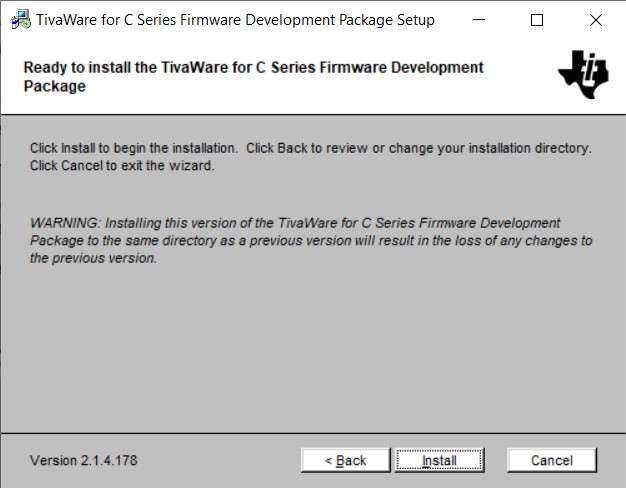 TivaWare for C Series Firmware Development Package Setup
Ready to install the TivaWare for C Series Firmware Development
Package
Click Install to begin the installation.  Click Back to review or change your installation directory.
Click Cancel to exit the wizard.
WARNING: Installing this version of the TivaWare for C Series Firmware Development
Package to the same directory as a previous version will result in the loss of any changes to
the previous version.
Version 2.1.4.178
< Back
Install
Cancel